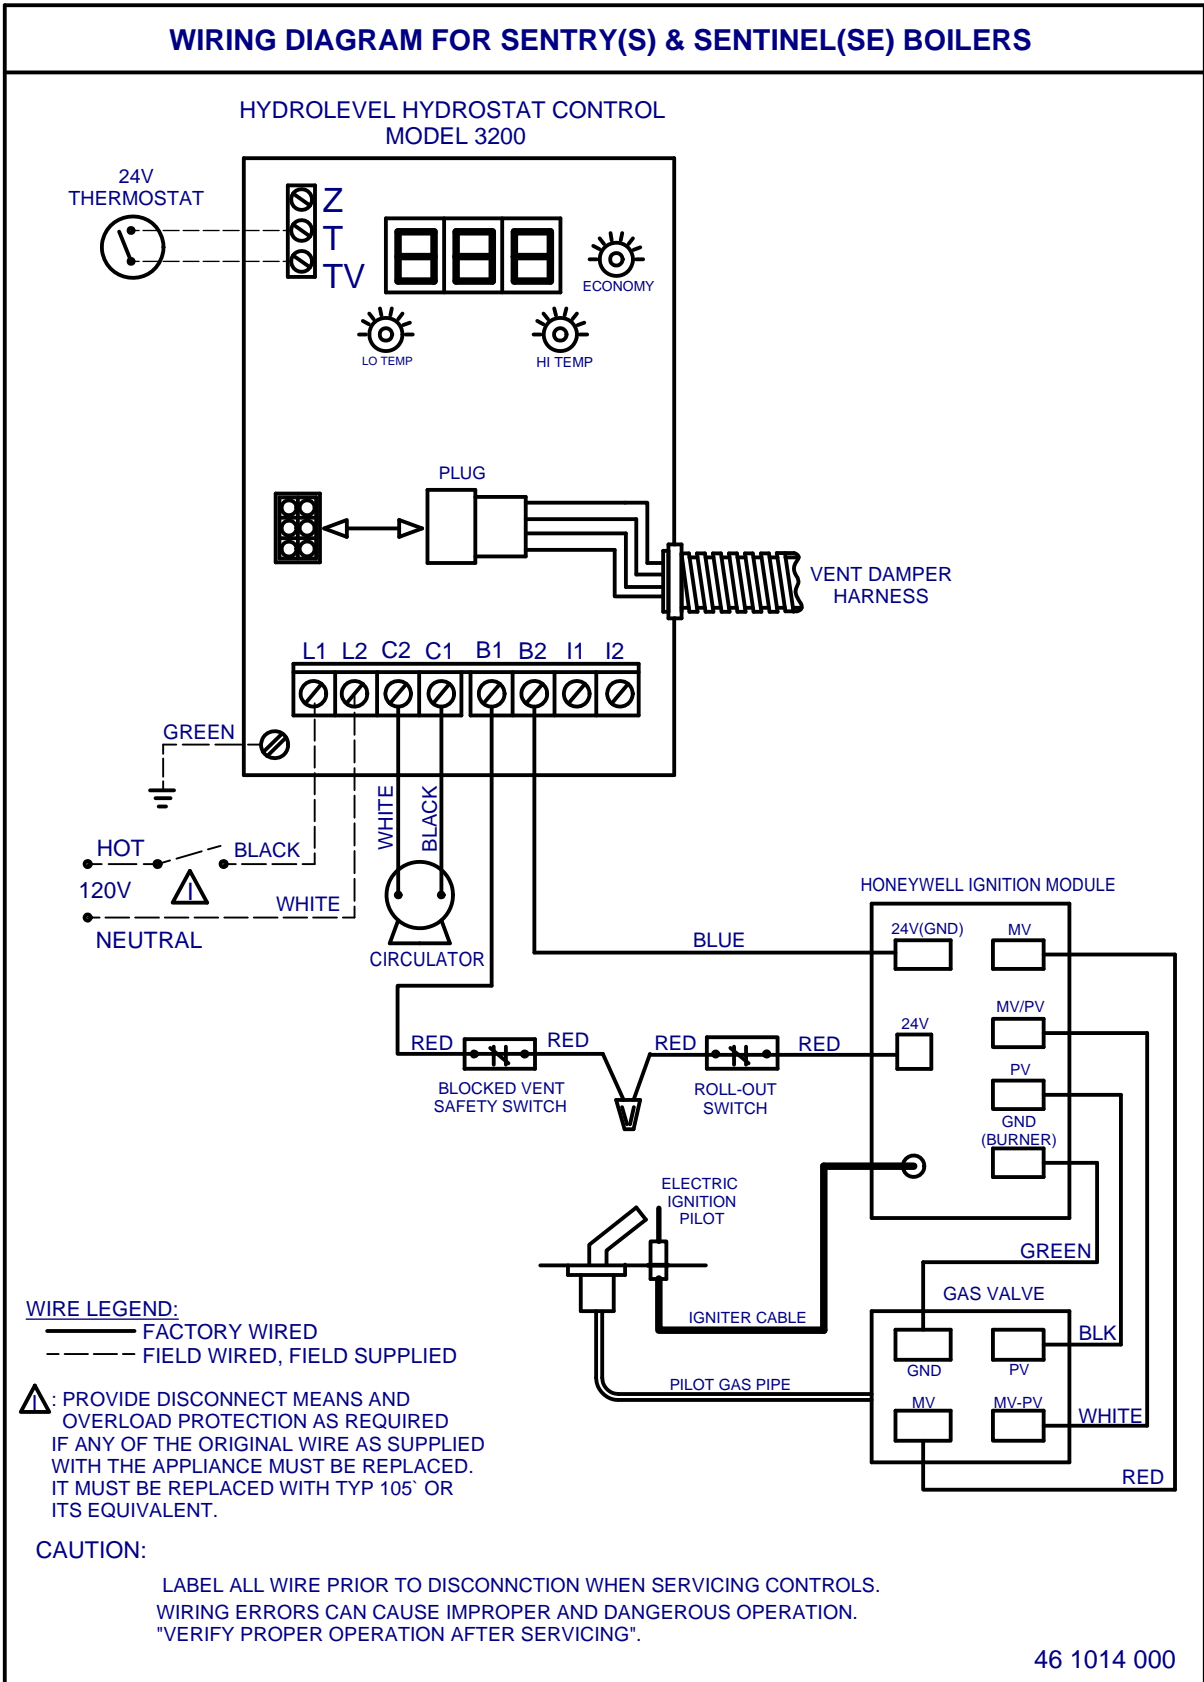 WIRING DIAGRAM FOR SENTRY(S) & SENTINEL(SE) BOILERS
HYDROLEVEL HYDROSTAT CONTROL
MODEL 3200
24V
THERMOSTAT
Z
T
TV
888
ECONOMY
LO TEMP
HI TEMP
PLUG
VENT DAMPER
HARNESS
L1 L2 C2 C1 B1 B2 I1 I2
GREEN
WHITE
BLACK
HOT
BLACK
120V
I
WHITE
NEUTRAL
CIRCULATOR
HONEYWELL IGNITION MODULE
24V(GND)
MV
BLUE
MV/PV
24V
RED
RED
RED
RED
PV
BLOCKED VENT
SAFETY SWITCH
ROLL-OUT
SWITCH
GND
(BURNER)
ELECTRIC
IGNITION
PILOT
GREEN
GAS VALVE
IGNITER CABLE
BLK
GND
PV
PILOT GAS PIPE
MV
MV-PV
WHITE
RED
WIRE LEGEND:
FACTORY WIRED
FIELD WIRED, FIELD SUPPLIED
I : PROVIDE DISCONNECT MEANS AND
OVERLOAD PROTECTION AS REQUIRED
IF ANY OF THE ORIGINAL WIRE AS SUPPLIED
WITH THE APPLIANCE MUST BE REPLACED.
IT MUST BE REPLACED WITH TYP 105` OR
ITS EQUIVALENT.
CAUTION:
LABEL ALL WIRE PRIOR TO DISCONNCTION WHEN SERVICING CONTROLS.
WIRING ERRORS CAN CAUSE IMPROPER AND DANGEROUS OPERATION.
"VERIFY PROPER OPERATION AFTER SERVICING".
46 1014 000